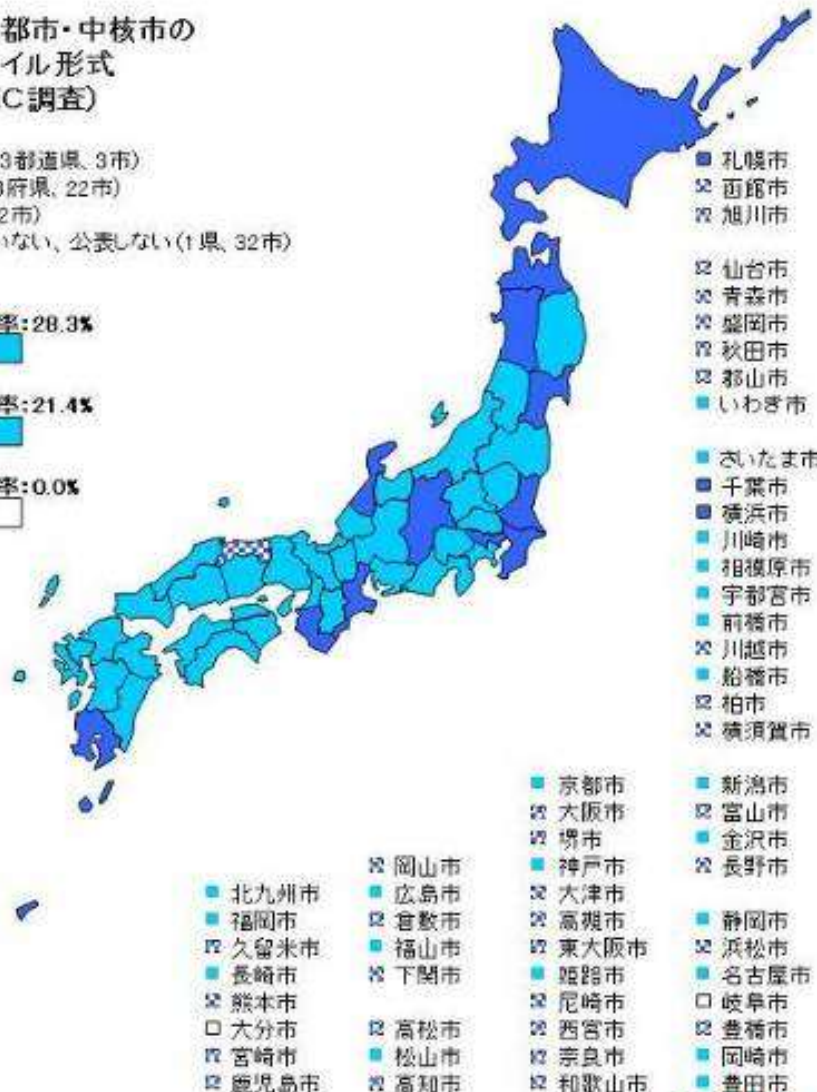 都市・中核市の
イル形式
C調査)
3都道県、3市)
府県、22市)
2市)
いない、公表しない(1県、32市)
率:28.3%
率:21.4%
率:0.0%
札幌市
函館市
旭川市
仙台市
青森市
盛岡市
秋田市
郡山市
いわき市
さいたま市
千葉市
横浜市
川崎市
相模原市
宇都宮市
前橋市
川越市
船橋市
柏市
横須賀市
新潟市
富山市
金沢市
長野市
静岡市
浜松市
名古屋市
岐阜市
豊橋市
岡崎市
豊田市
京都市
大阪市
堺市
神戸市
大津市
高槻市
東大阪市
姫路市
尼崎市
西宮市
奈良市
和歌山市
岡山市
広島市
倉敷市
福山市
下関市
高松市
松山市
高知市
北九州市
福岡市
久留米市
長崎市
熊本市
大分市
宮崎市
鹿児島市